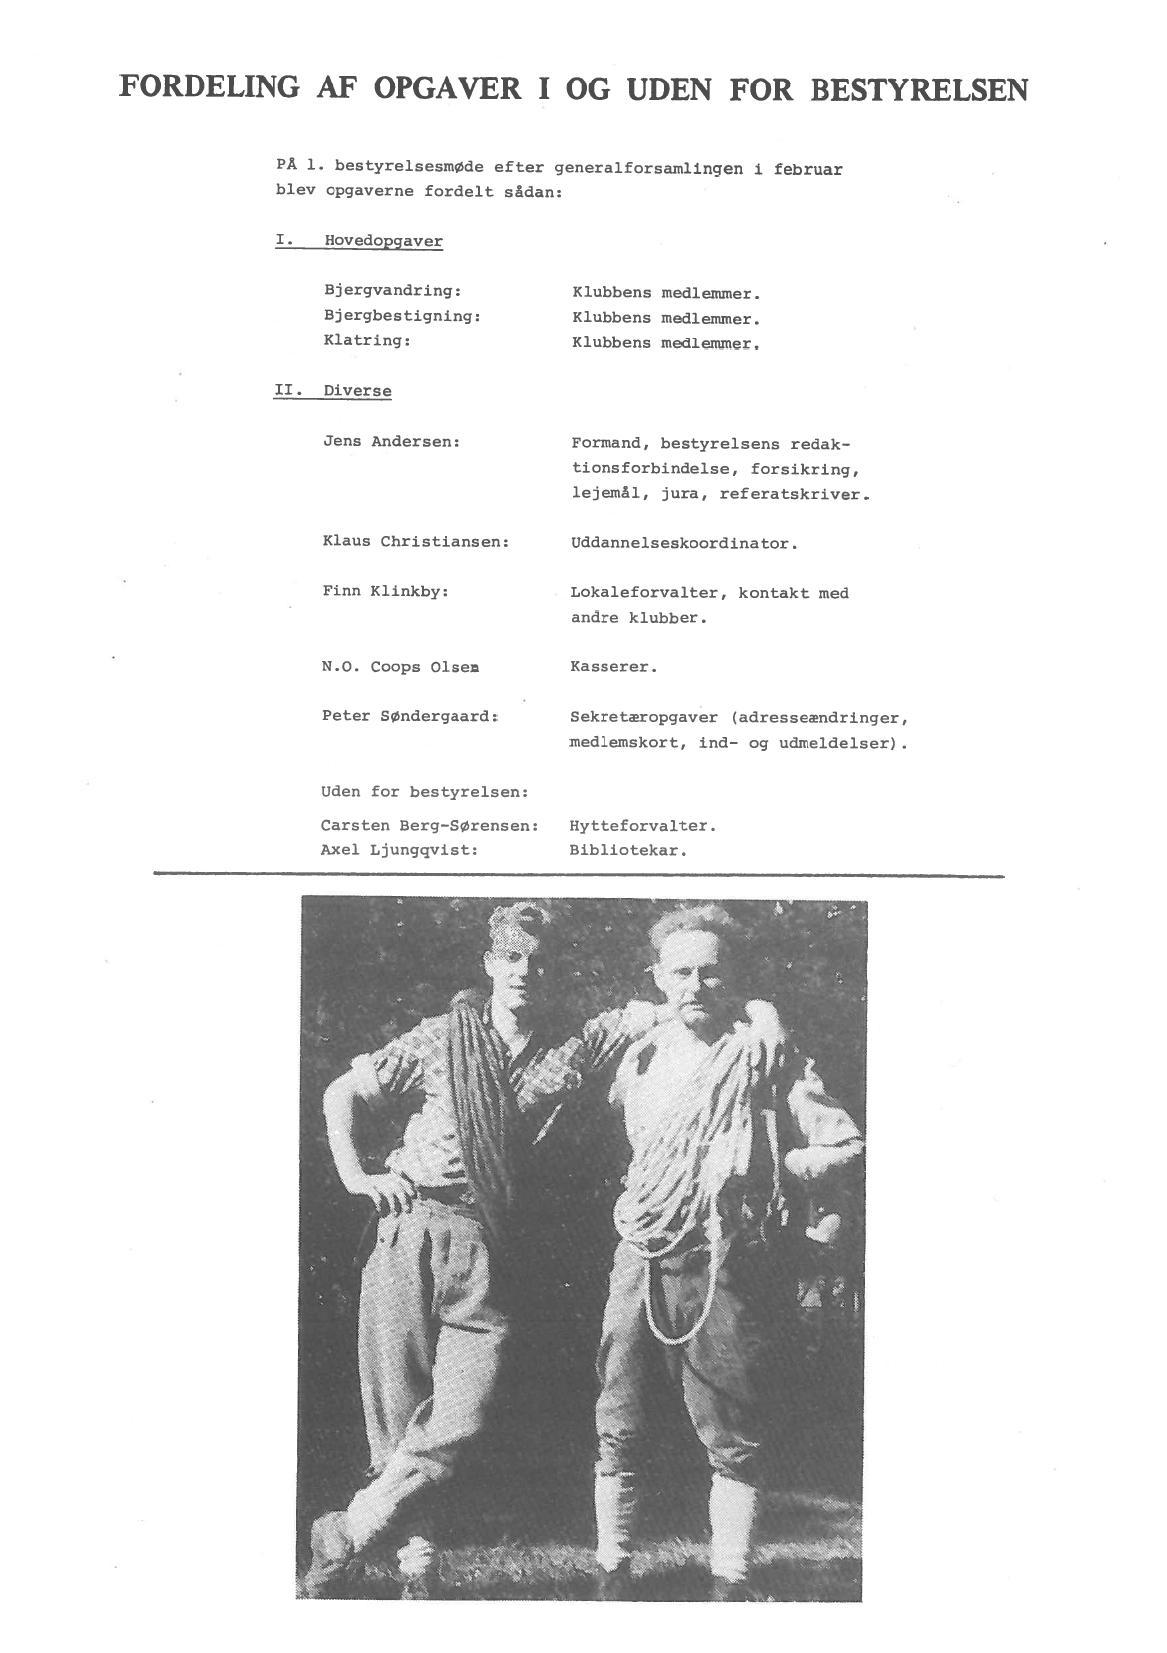 FORDELING AF OPGAVER I OG UDEN FOR BESTYRELSEN
PÅ 1. bestyrelsesmøde efter generalforsamlingen i februar
blev opgaverne fordelt sådan:
I. Hovedopgaver
Bjergvandring: Klubbens medlemmer.
Bjergbestigning: Klubbens medlemmer.
Klatring: Klubbens medlemmer.
II. Diverse
Jens Andersen: Formand, bestyrelsens redak-
tionsforbindelse, forsikring,
lejemål, jura, referatskriver.
Klaus Christiansen: Uddannelseskoordinator.
Finn Klinkby: Lokaleforvalter, kontakt med
andre klubber.
N.O. Coops Olsen Kasserer.
Peter Søndergaard: Sekretæropgaver (adresseændringer,
medlemskort, ind- og udmeldelser).
Uden for bestyrelsen:
Carsten Berg-Sørensen: Hytteforvalter.
Axel Ljungqvist: Bibliotekar.